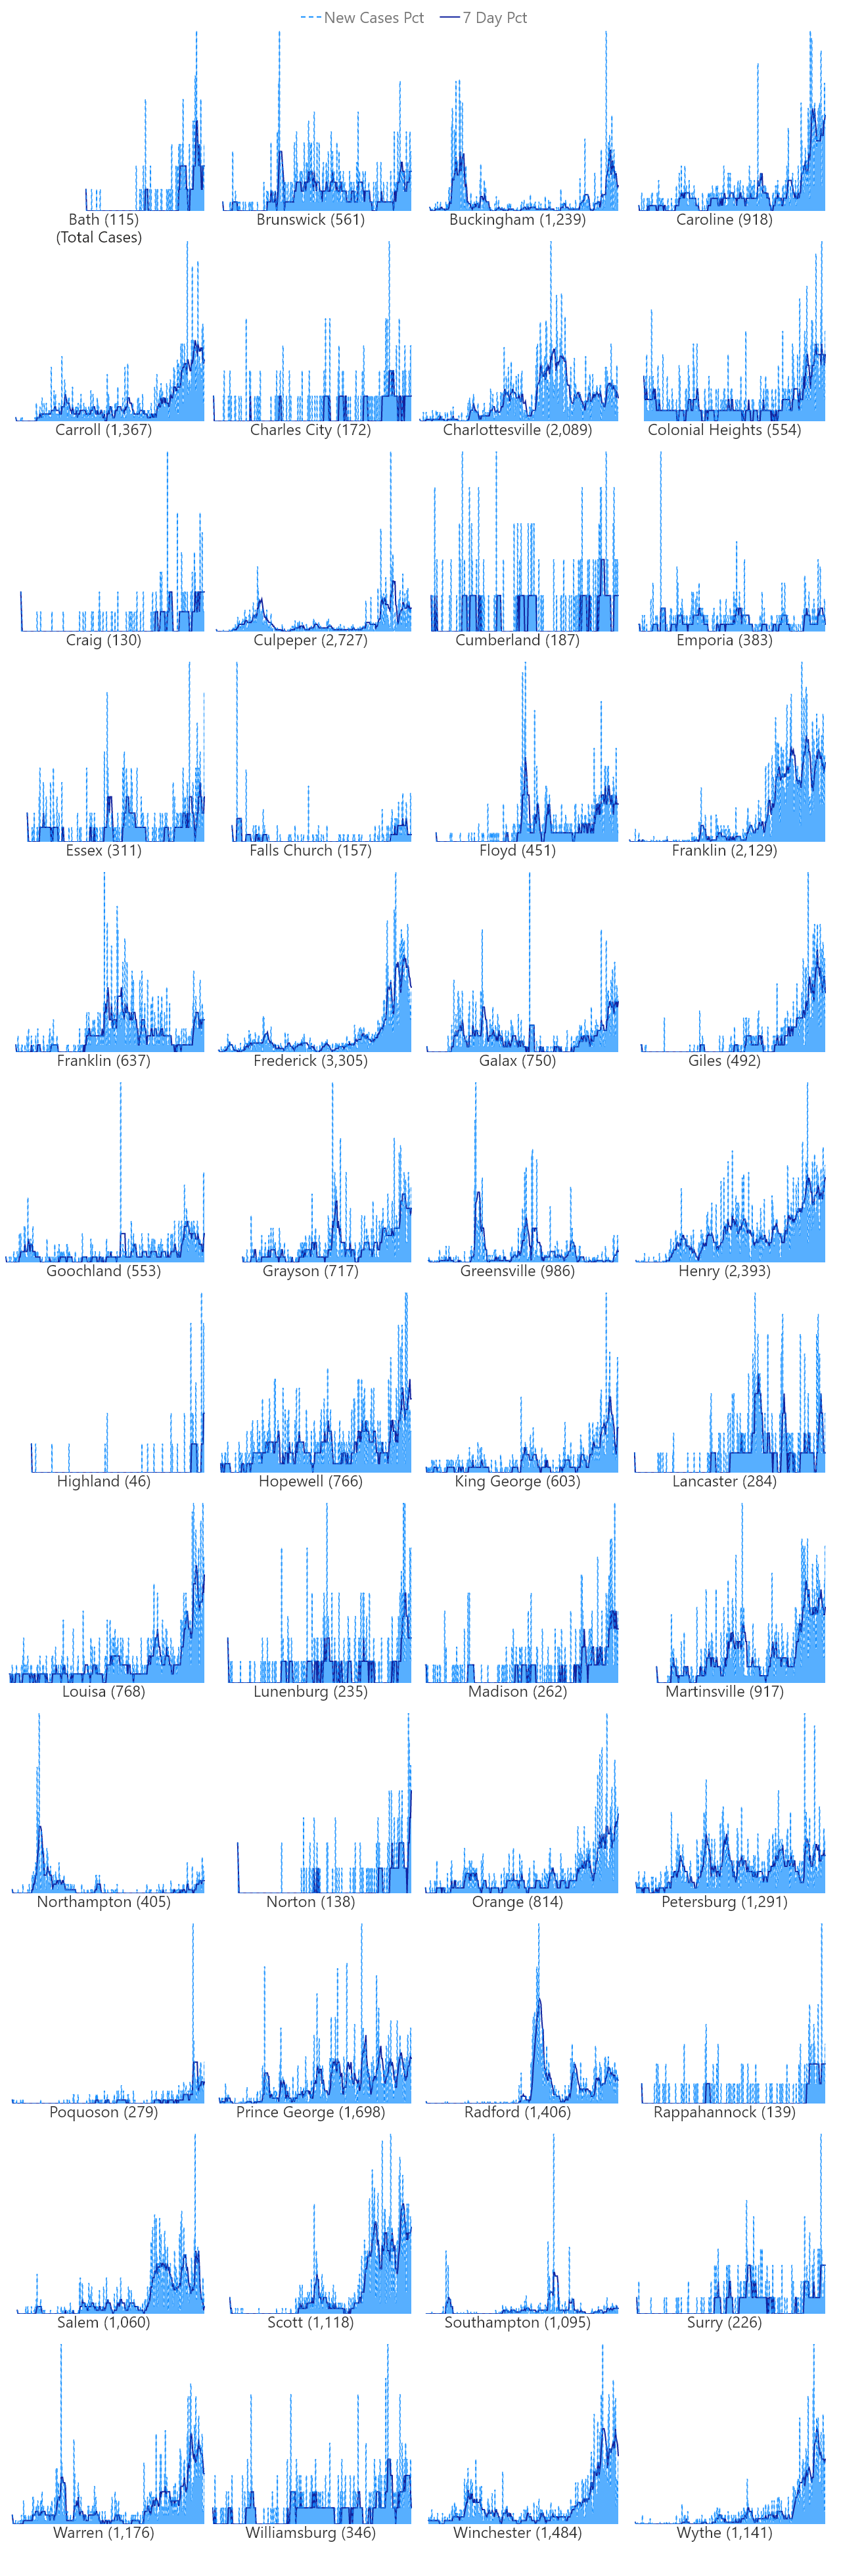 New Cases Pct 7 Day Pct
Bath (115) Brunswick (561) Buckingham (1,239) Caroline (918)
(Total Cases)
Carroll (1,367) Charles City (172) Charlottesville (2,089) Colonial Heights (554)
Craig (130) Culpeper (2,727) Cumberland (187) Emporia (383)
Essex (311) Falls Church (157) Floyd (451) Franklin (2,129)
Franklin (637) Frederick (3,305) Galax (750) Giles (492)
Goochland (553) Grayson (717) Greensville (986) Henry (2,393)
Highland (46) Hopewell (766) King George (603) Lancaster (284)
Louisa (768) Lunenburg (235) Madison (262) Martinsville (917)
Northampton (405) Norton (138) Orange (814) Petersburg (1,291)
Poquoson (279) Prince George (1,698) Radford (1,406) Rappahannock (139)
Salem (1,060) Scott (1,118) Southampton (1,095) Surry (226)
Warren (1,176) Williamsburg (346) Winchester (1,484) Wythe (1,141)